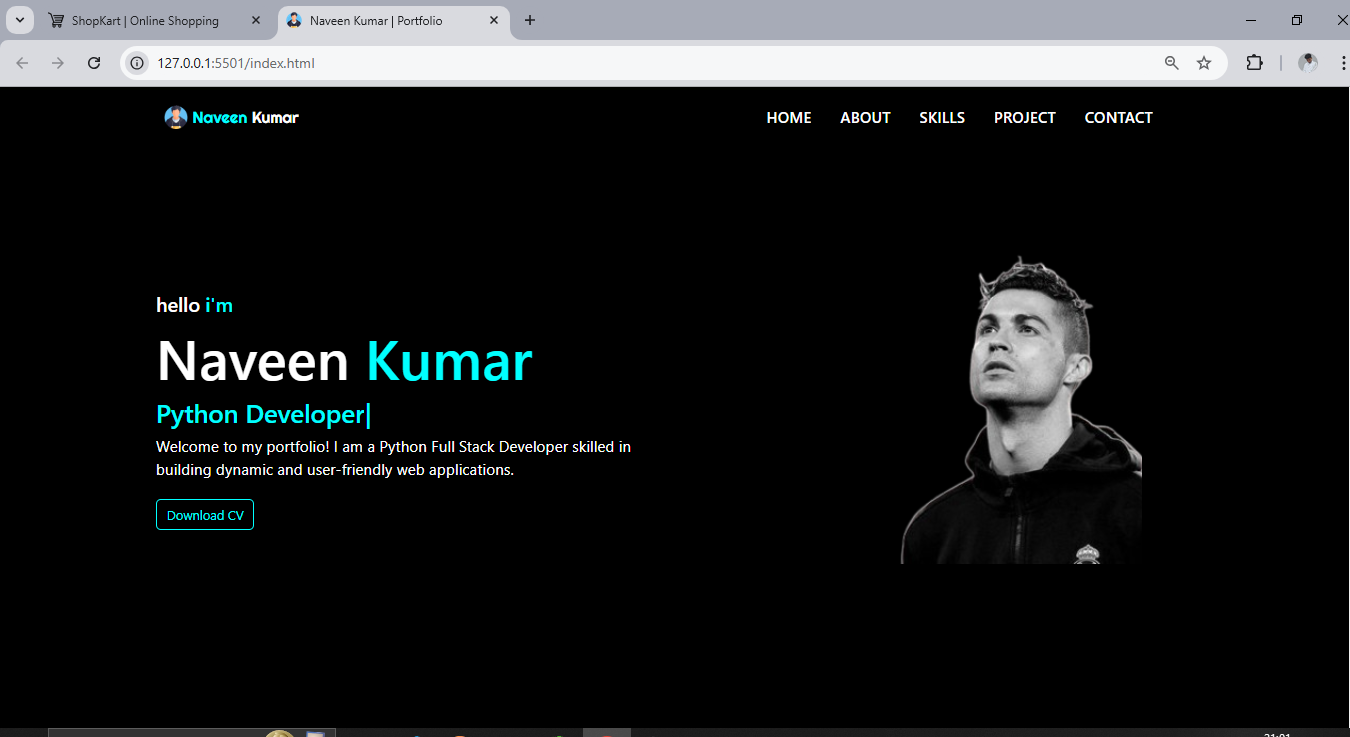 ShopKart | Online Shopping
Naveen Kumar | Portfolio
127.0.0.1:5501/index.html
Naveen Kumar
HOME ABOUT SKILLS PROJECT CONTACT
hello i'm
Naveen Kumar
Python Developer|
Welcome to my portfolio! I am a Python Full Stack Developer skilled in
building dynamic and user-friendly web applications.
Download CV